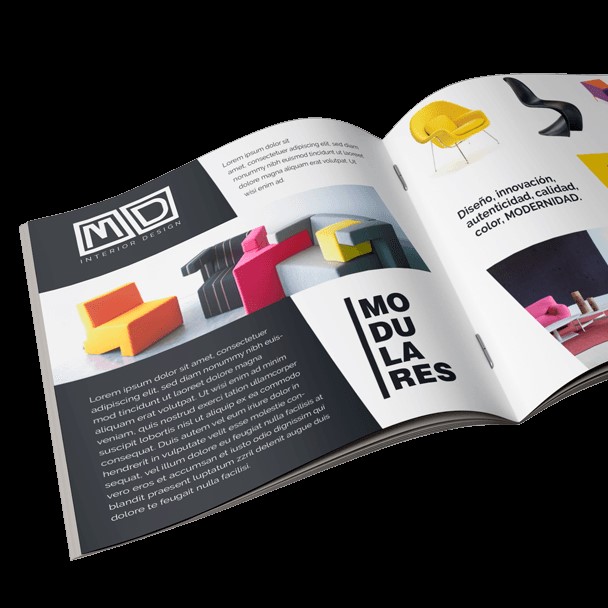 MD
INTERIOR DESIGN
Lorem ipsum dolor sit
amet, consectetuer adipiscing elit, sed diam
nonummy nibh euismod tincidunt ut laoreet
dolore magna aliquam erat volutpat. Ut
wisi enim ad.
MO
DU
LA
RES
Lorem ipsum dolor sit amet, consectetuer
adipiscing elit, sed diam nonummy nibh euis-
mod tincidunt ut laoreet dolore magna
aliquam erat volutpat. Ut wisi enim ad minim
veniam, quis nostrud exerci tation ullamcorper
suscipit lobortis nisl ut aliquip ex ea commodo
consequat. Duis autem vel eum iriure dolor in
hendrerit in vulputate velit esse molestie con-
sequat, vel illum dolore eu feugiat nulla facilisis at
vero eros et accumsan et iusto odio dignissim qui
blandit praesent luptatum zzril delenit augue duis
dolore te feugait nulla facilisi.
Diseño, innovación,
autenticidad, calidad,
color, MODERNIDAD.